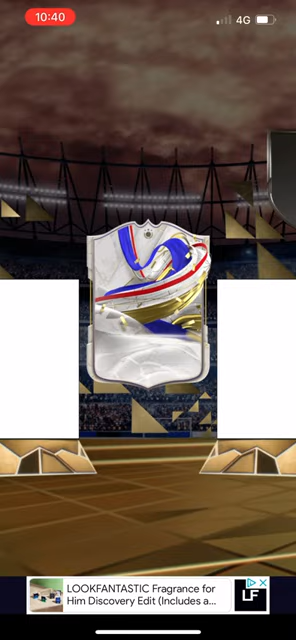 10:40
4G
LOOKFANTASTIC Fragrance for
Him Discovery Edit (Includes a...
LF